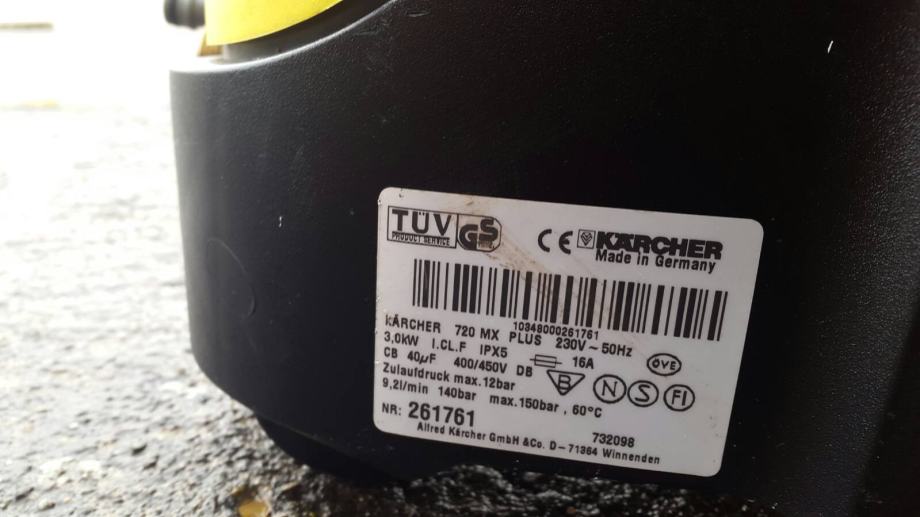 TÜV
PRODUCT SERVICE
GS
CE KÄRCHER
Made in Germany
10348000261761
KÄRCHER 720 MX PLUS 230V~50Hz
3,0kW I.CL.F IPX5 16A
CB 40µF 400/450V DB
ÖVE
Zulaufdruck max.12bar
B N S FI
9,2l/min 140bar max.150bar, 60°C
NR: 261761
732098
Alfred Kärcher GmbH &Co. D-71364 Winnenden